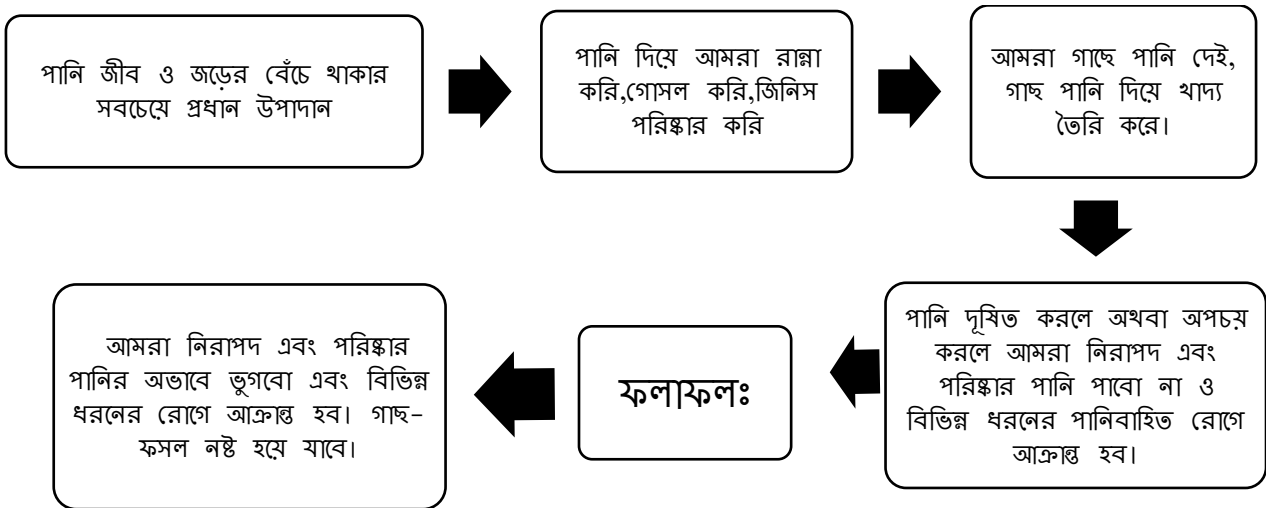 পানি জীব ও জড়ের বেঁচে থাকার
সবচেয়ে প্রধান উপাদান
পানি দিয়ে আমরা রান্না
করি,গোসল করি,জিনিস
পরিষ্কার করি
আমরা গাছে পানি দেই,
গাছ পানি দিয়ে খাদ্য
তৈরি করে।
পানি দূষিত করলে অথবা অপচয়
করলে আমরা নিরাপদ এবং
পরিষ্কার পানি পাবো না ও
বিভিন্ন ধরনের পানিবাহিত রোগে
আক্রান্ত হব।
ফলাফলঃ
আমরা নিরাপদ এবং পরিষ্কার
পানির অভাবে ভুগবো এবং বিভিন্ন
ধরনের রোগে আক্রান্ত হব। গাছ-
ফসল নষ্ট হয়ে যাবে।